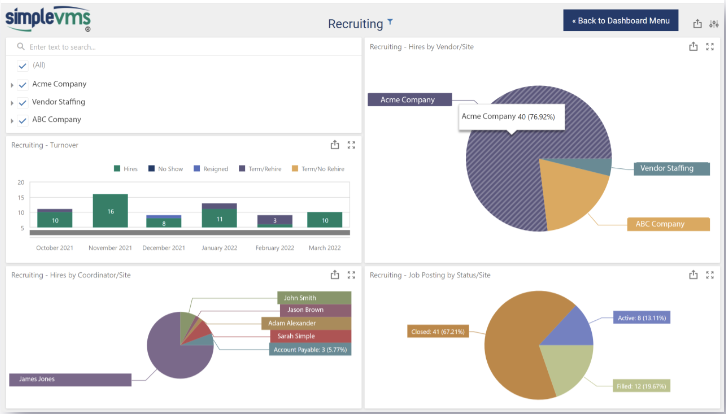 simplevms
®
Recruiting
« Back to Dashboard Menu
Enter text to search...
(All)
Acme Company
Vendor Staffing
ABC Company
Recruiting - Hires by Vendor/Site
Acme Company
Acme Company 40 (76.92%)
Vendor Staffing
ABC Company
Recruiting - Turnover
Hires No Show Resigned Term/Rehire Term/No Rehire
20
15
10
5
10 16 8 11 3 10
October 2021 November 2021 December 2021 January 2022 February 2022 March 2022
Recruiting - Hires by Coordinator/Site
John Smith
Jason Brown
Adam Alexander
Sarah Simple
Account Payable: 3 (5.77%)
James Jones
Recruiting - Job Posting by Status/Site
Active: 8 (13.11%)
Closed: 41 (67.21%)
Filled: 12 (19.67%)